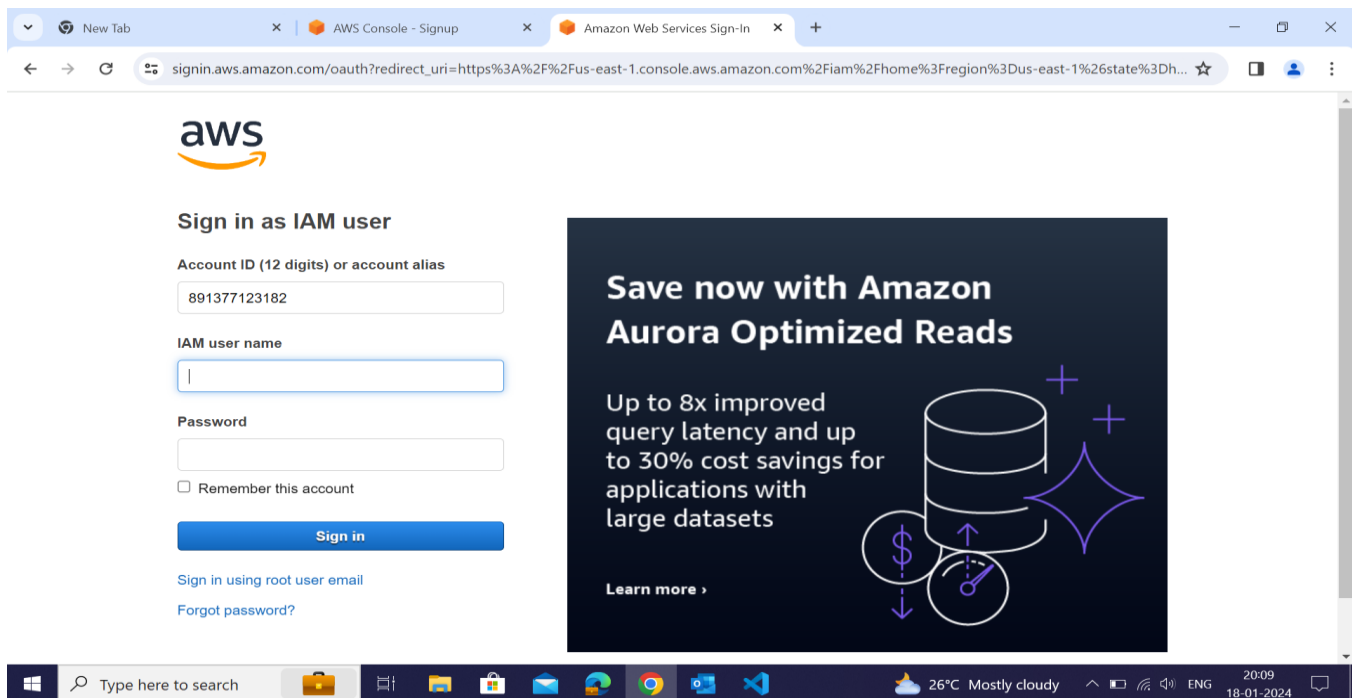 New Tab
AWS Console - Signup
Amazon Web Services Sign-In
signin.aws.amazon.com/oauth?redirect_uri=https%3A%2F%2Fus-east-1.console.aws.amazon.com%2Fiam%2Fhome%3Fregion%3Dus-east-1%26state%3Dh...
aws
Sign in as IAM user
Account ID (12 digits) or account alias
891377123182
IAM user name
Password
Remember this account
Sign in
Sign in using root user email
Forgot password?
Save now with Amazon
Aurora Optimized Reads
Up to 8x improved
query latency and up
to 30% cost savings for
applications with
large datasets
$
Learn more ›
Type here to search
26°C Mostly cloudy
ENG
20:09
18-01-2024